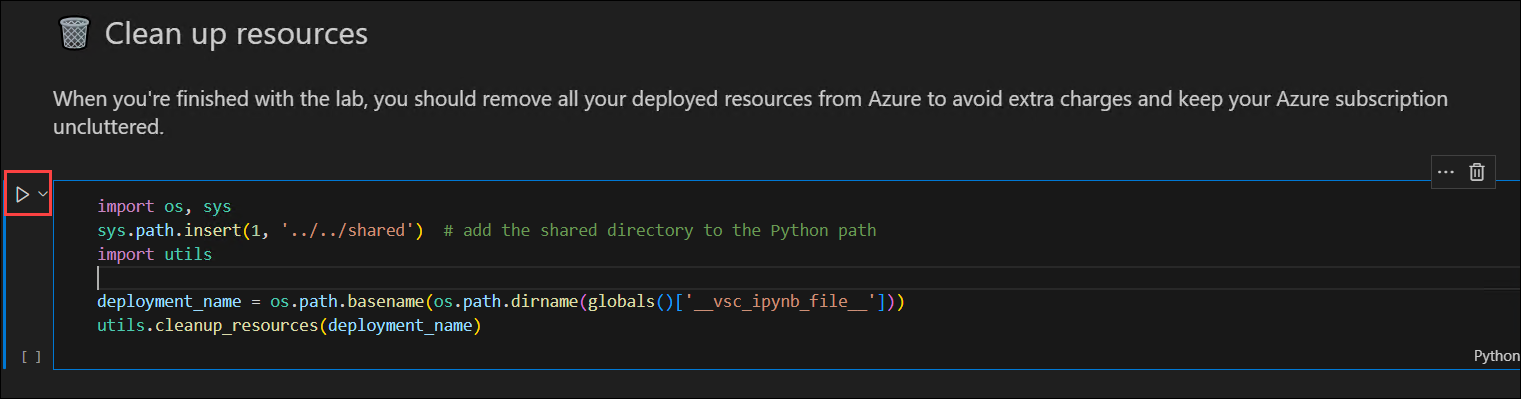 Clean up resources
When you're finished with the lab, you should remove all your deployed resources from Azure to avoid extra charges and keep your Azure subscription
uncluttered.
import os, sys
sys.path.insert(1, '../../shared')  # add the shared directory to the Python path
import utils
deployment_name = os.path.basename(os.path.dirname(globals()['__vsc_ipynb_file__']))
utils.cleanup_resources(deployment_name)
[ ]
Python